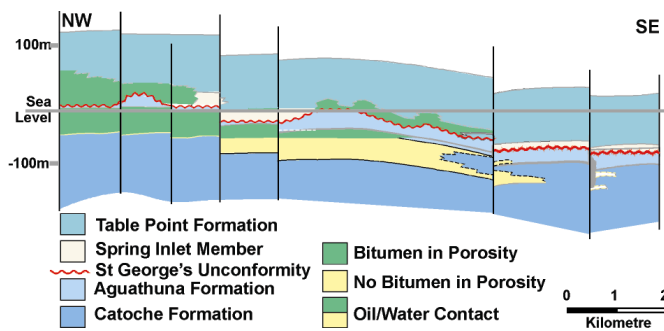 NW
SE
100m
Sea
Level
-100m
Table Point Formation
Spring Inlet Member
St George's Unconformity
Aguathuna Formation
Catoche Formation
Bitumen in Porosity
No Bitumen in Porosity
Oil/Water Contact
0 1 2
Kilometre